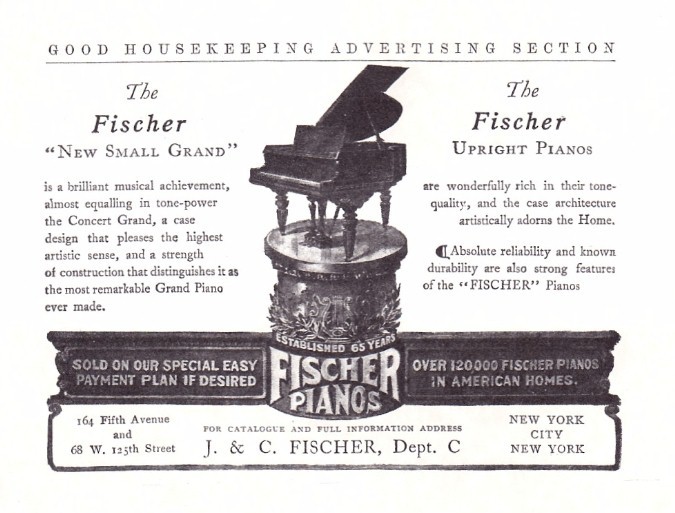 GOOD HOUSEKEEPING ADVERTISING SECTION
The
Fischer
"NEW SMALL GRAND"
is a brilliant musical achievement,
almost equalling in tone-power
the Concert Grand, a case
design that pleases the highest
artistic sense, and a strength
of construction that distinguishes it as
the most remarkable Grand Piano
ever made.
The
Fischer
UPRIGHT PIANOS
are wonderfully rich in their tone-
quality, and the case architecture
artistically adorns the Home.
¶Absolute reliability and known
durability are also strong features
of the "FISCHER" Pianos
ESTABLISHED 65 YEARS
FISCHER
PIANOS
SOLD ON OUR SPECIAL EASY
PAYMENT PLAN IF DESIRED
OVER 120000 FISCHER PIANOS
IN AMERICAN HOMES.
164 Fifth Avenue
and
68 W. 125th Street
FOR CATALOGUE AND FULL INFORMATION ADDRESS
J. & C. FISCHER, Dept. C
NEW YORK
CITY
NEW YORK